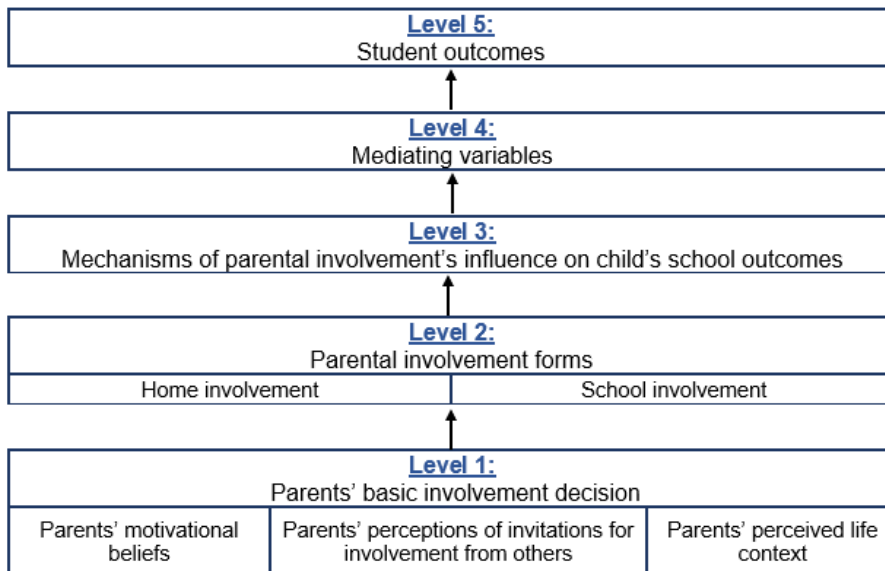 Level 5:
Student outcomes
Level 4:
Mediating variables
Level 3:
Mechanisms of parental involvement’s influence on child’s school outcomes
Level 2:
Parental involvement forms
Home involvement
School involvement
Level 1:
Parents’ basic involvement decision
Parents’ motivational
beliefs
Parents’ perceptions of invitations for
involvement from others
Parents’ perceived life
context